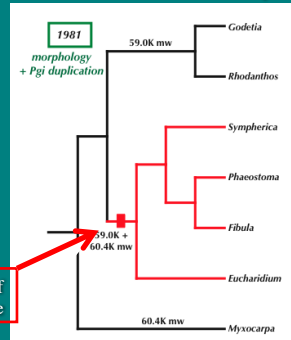 1981
morphology
+ Pgi duplication
59.0K mw
Godetia
Rhodanthos
Sympherica
Phaeostoma
Fibula
59.0K +
60.4K mw
Eucharidium
60.4K mw
Myxocarpa